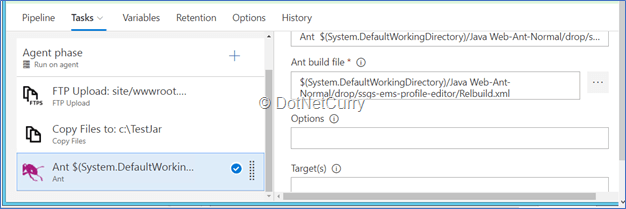 Pipeline Tasks Variables Retention Options History
Agent phase
Run on agent
FTP Upload: site/wwwroot....
FTP Upload
FTPS
Copy Files to: c:\TestJar
Copy Files
Ant $(System.DefaultWorkin...
Ant
Ant $(System.DefaultWorkingDirectory)/Java Web-Ant-Normal/drop/s...
Ant build file *
$(System.DefaultWorkingDirectory)/Java Web-Ant-
Normal/drop/ssgs-ems-profile-editor/Relbuild.xml
...
Options
Target(s)
© DotNetCurry